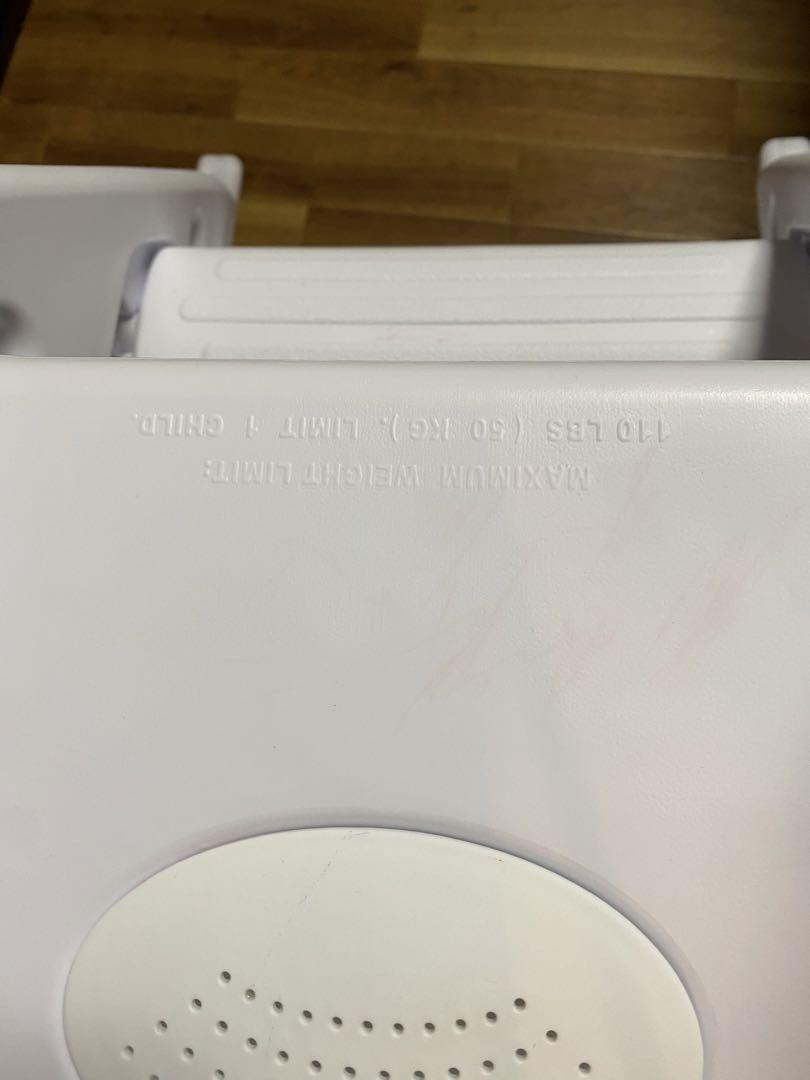 MAXIMUM WEIGHT LIMIT:
110 LBS (50 KG). LIMIT 1 CHILD.